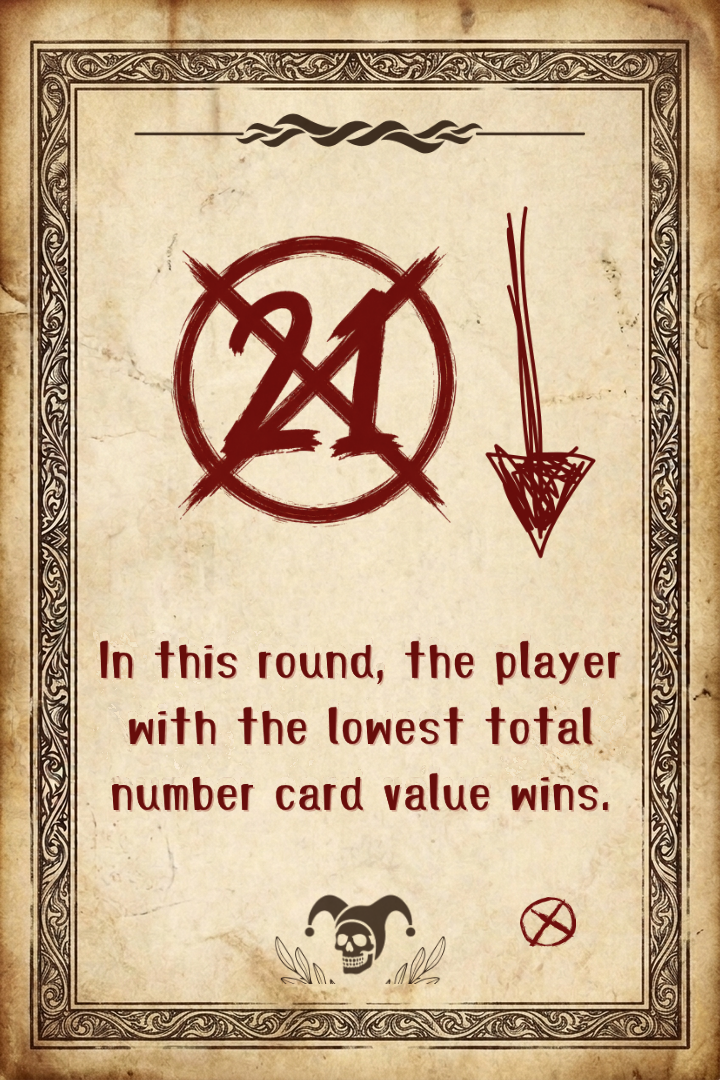 21
In this round, the player
with the lowest total
number card value wins.